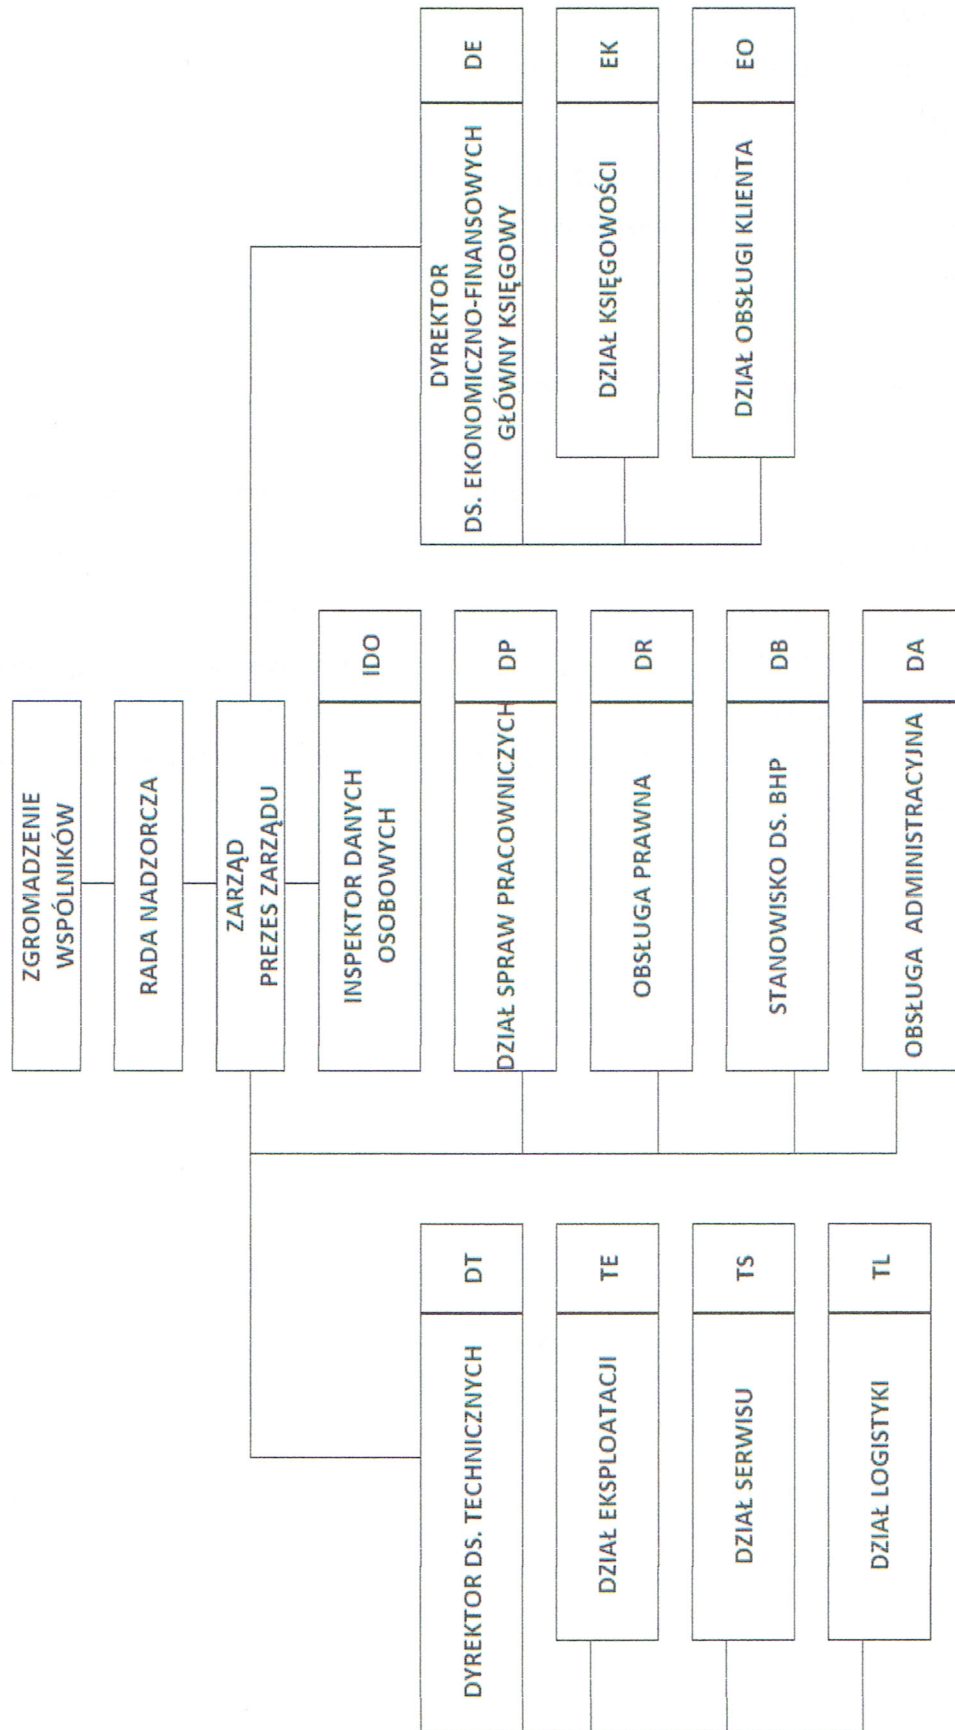 ZGROMADZENIE
WSPÓLNIKÓW
RADA NADZORCZA
ZARZĄD
PREZES ZARZĄDU
INSPEKTOR DANYCH
OSOBOWYCH
IDO
DYREKTOR DS. TECHNICZNYCH
DT
DZIAŁ EKSPLOATACJI
TE
DZIAŁ SERWISU
TS
DZIAŁ LOGISTYKI
TL
DZIAŁ SPRAW PRACOWNICZYCH
DP
OBSŁUGA PRAWNA
DR
STANOWISKO DS. BHP
DB
OBSŁUGA ADMINISTRACYJNA
DA
DYREKTOR
DS. EKONOMICZNO-FINANSOWYCH
GŁÓWNY KSIĘGOWY
DE
DZIAŁ KSIĘGOWOŚCI
EK
DZIAŁ OBSŁUGI KLIENTA
EO